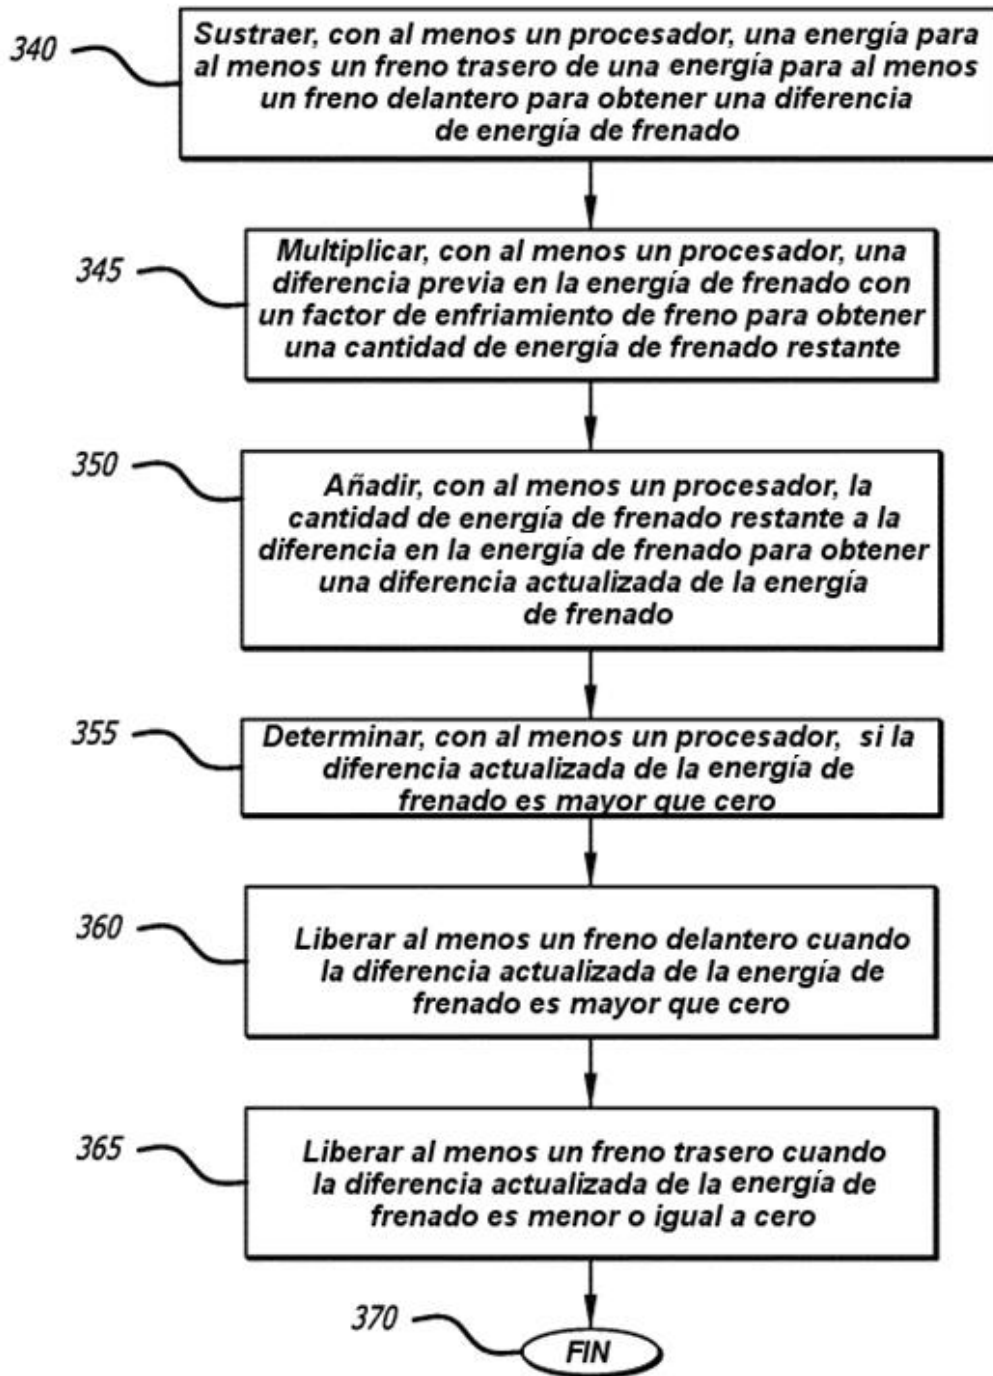 340
Sustraer, con al menos un procesador, una energía para
al menos un freno trasero de una energía para al menos
un freno delantero para obtener una diferencia
de energía de frenado
345
Multiplicar, con al menos un procesador, una
diferencia previa en la energía de frenado con
un factor de enfriamiento de freno para obtener
una cantidad de energía de frenado restante
350
Añadir, con al menos un procesador, la
cantidad de energía de frenado restante a la
diferencia en la energía de frenado para obtener
una diferencia actualizada de la energía
de frenado
355
Determinar, con al menos un procesador, si la
diferencia actualizada de la energía de
frenado es mayor que cero
360
Liberar al menos un freno delantero cuando
la diferencia actualizada de la energía de
frenado es mayor que cero
365
Liberar al menos un freno trasero cuando
la diferencia actualizada de la energía de
frenado es menor o igual a cero
370
FIN